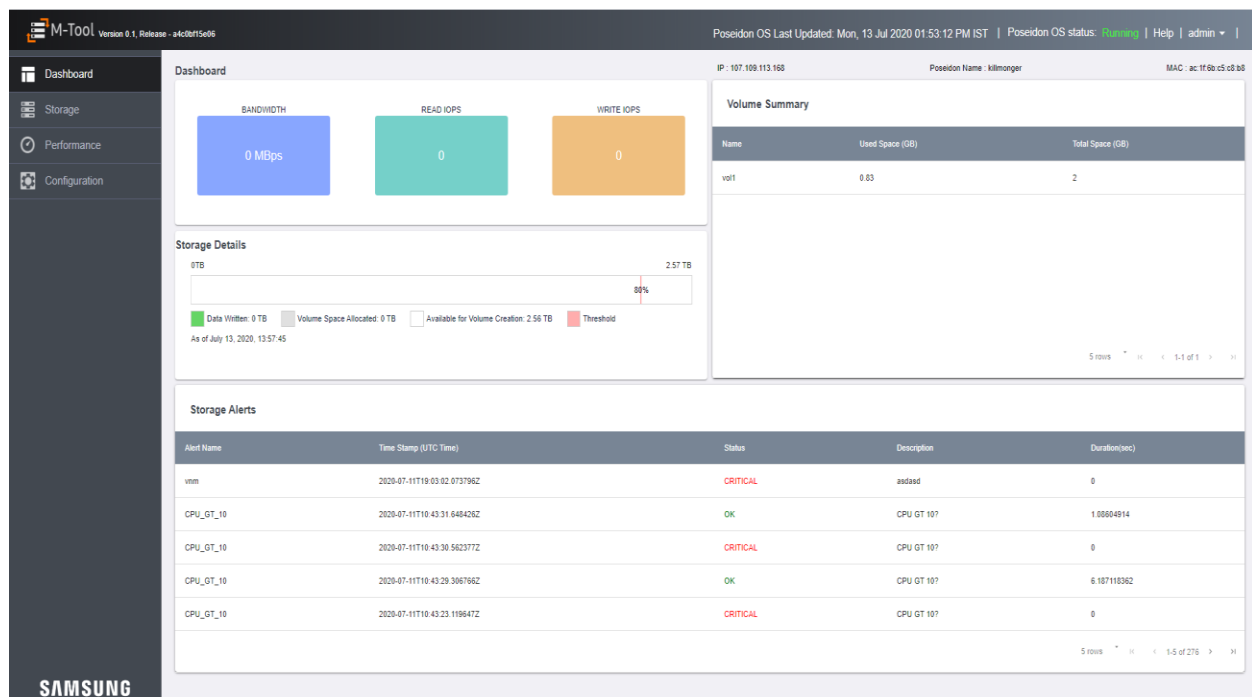 M-Tool Version 0.1, Release - a4c0bf15e06
Poseidon OS Last Updated: Mon, 13 Jul 2020 01:53:12 PM IST | Poseidon OS status: Running | Help | admin |
Dashboard
Storage
Performance
Configuration
SAMSUNG
Dashboard
IP : 107.109.113.168 Poseidon Name : killmonger MAC : ac:1f:6b:c5:c8:b8
BANDWIDTH READ IOPS WRITE IOPS
0 MBps 0 0
Volume Summary
Name Used Space (GB) Total Space (GB)
vol1 0.83 2
5 rows 1-1 of 1
Storage Details
0TB 2.57 TB
80%
Data Written: 0 TB Volume Space Allocated: 0 TB Available for Volume Creation: 2.56 TB Threshold
As of July 13, 2020, 13:57:45
Storage Alerts
Alert Name Time Stamp (UTC Time) Status Description Duration(sec)
vnm 2020-07-11T19:03:02.073796Z CRITICAL asdasd 0
CPU_GT_10 2020-07-11T10:43:31.648426Z OK CPU GT 10? 1.08604914
CPU_GT_10 2020-07-11T10:43:30.562377Z CRITICAL CPU GT 10? 0
CPU_GT_10 2020-07-11T10:43:29.306766Z OK CPU GT 10? 6.187118362
CPU_GT_10 2020-07-11T10:43:23.119647Z CRITICAL CPU GT 10? 0
5 rows 1-5 of 276